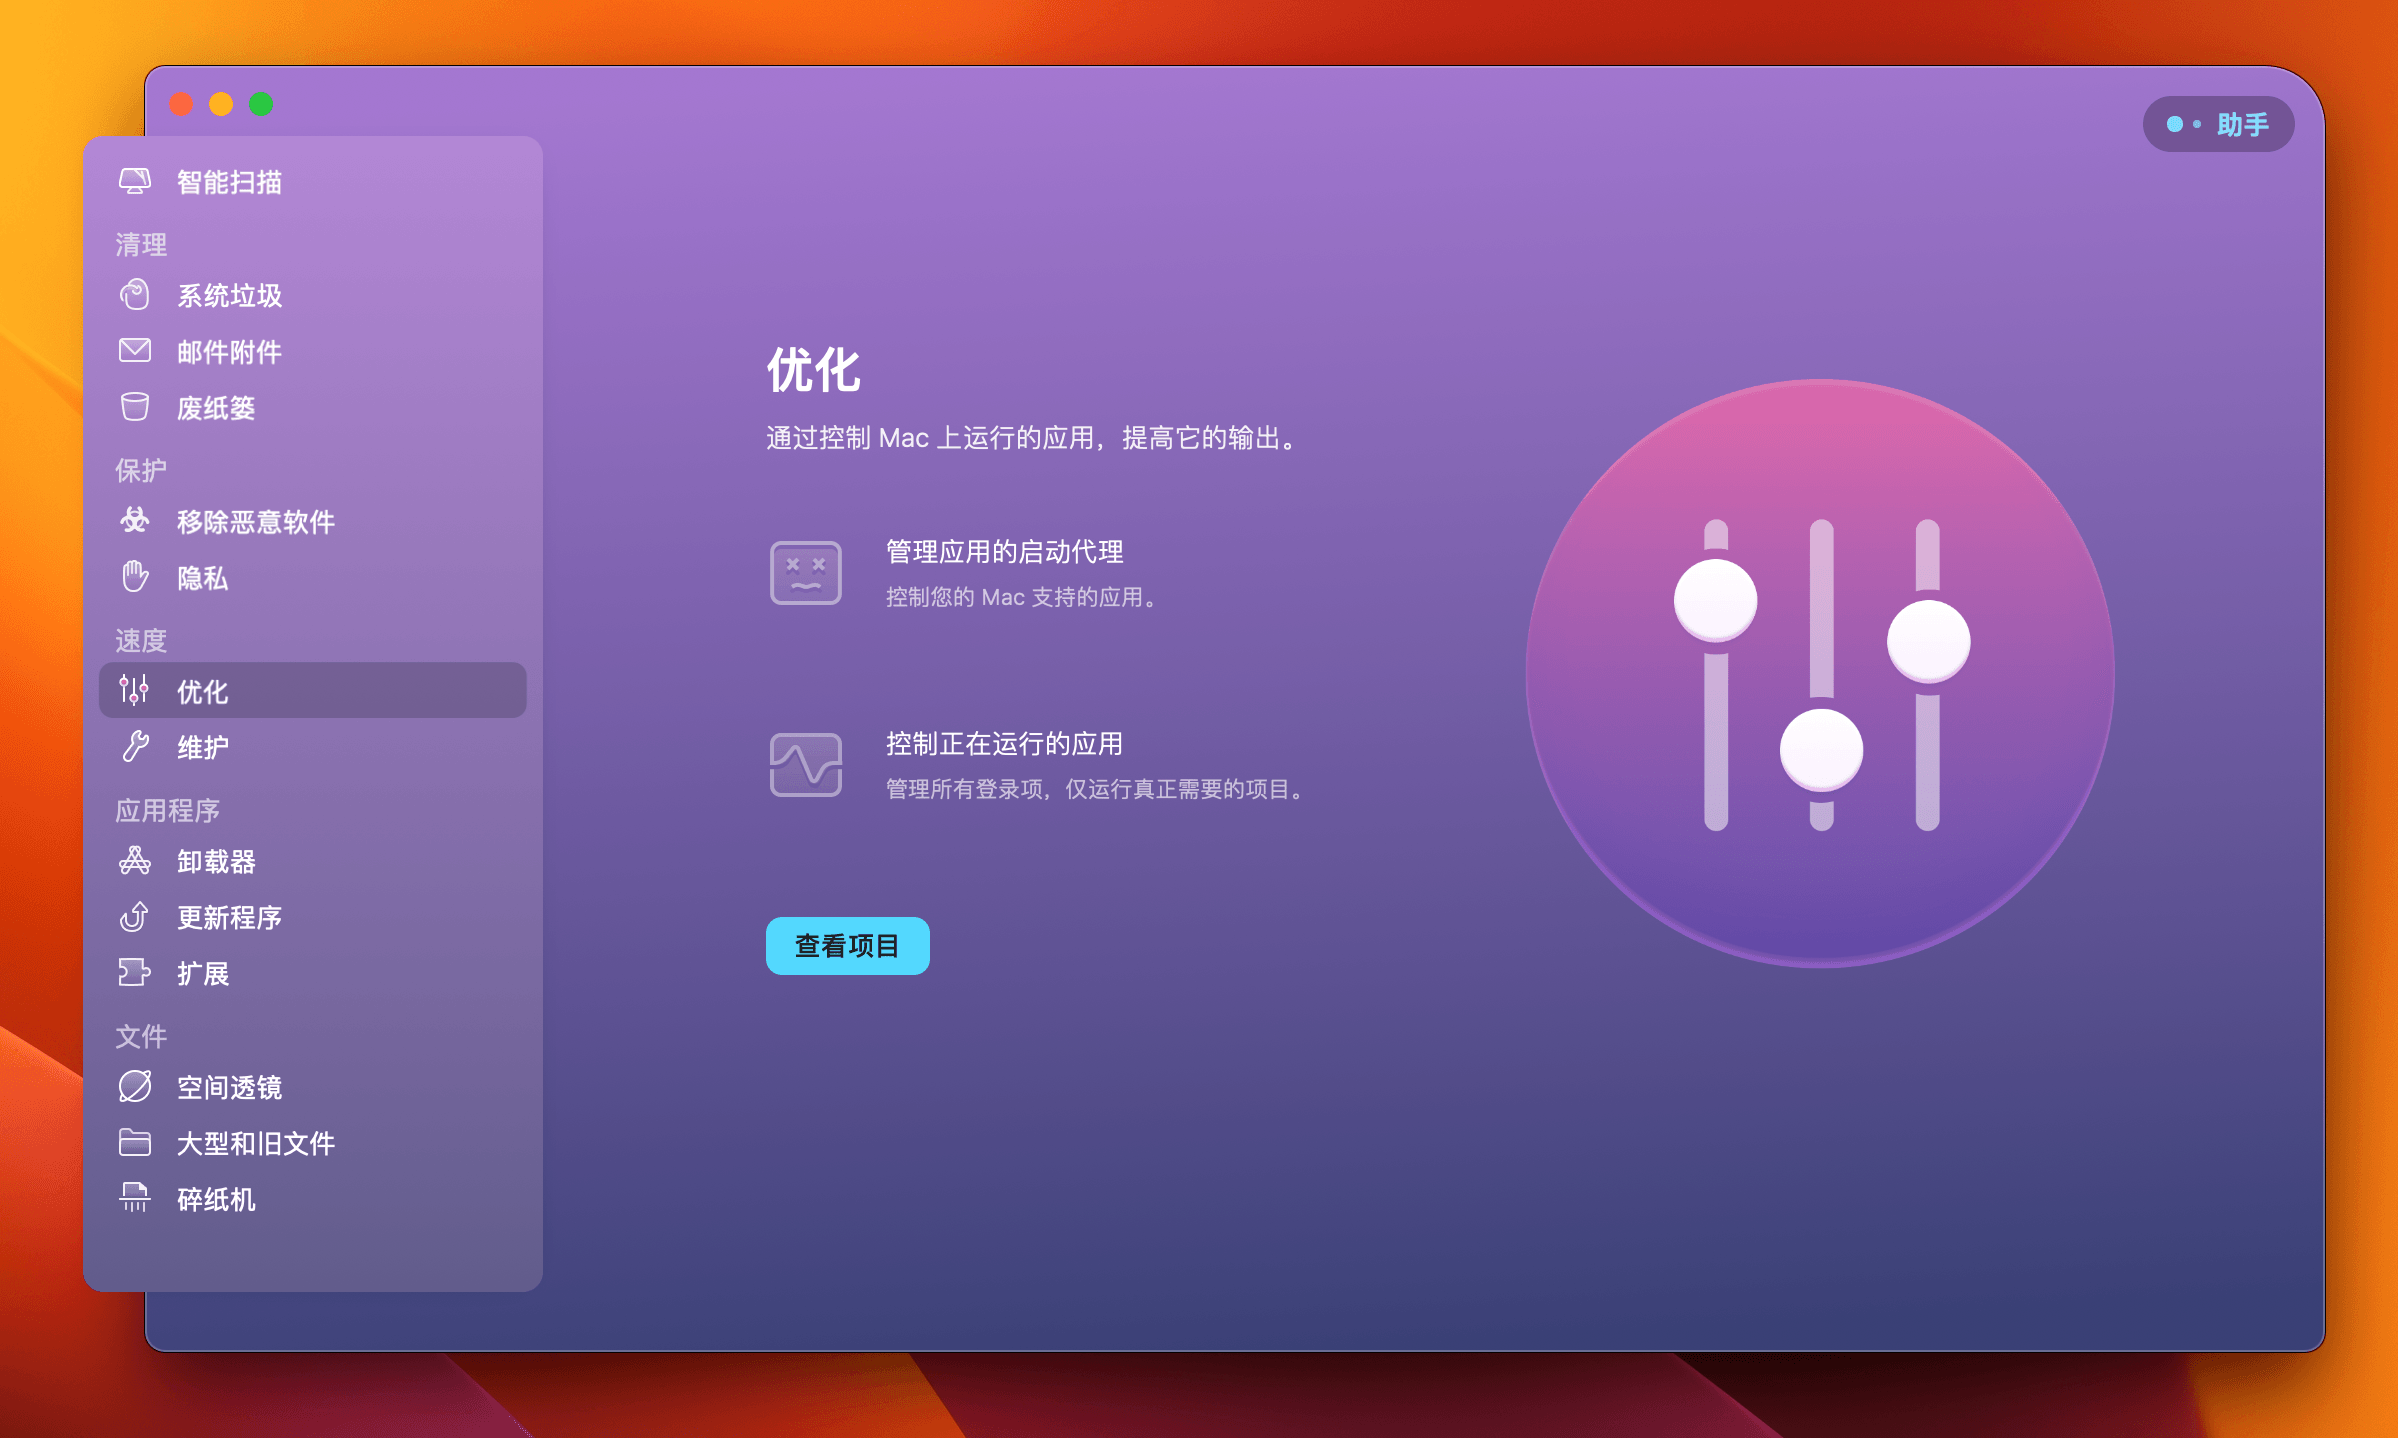 助手
智能扫描
清理
系统垃圾
邮件附件
废纸篓
保护
移除恶意软件
隐私
速度
优化
维护
应用程序
卸载器
更新程序
扩展
文件
空间透镜
大型和旧文件
碎纸机
优化
通过控制 Mac 上运行的应用，提高它的输出。
管理应用的启动代理
控制您的 Mac 支持的应用。
控制正在运行的应用
管理所有登录项，仅运行真正需要的项目。
查看项目